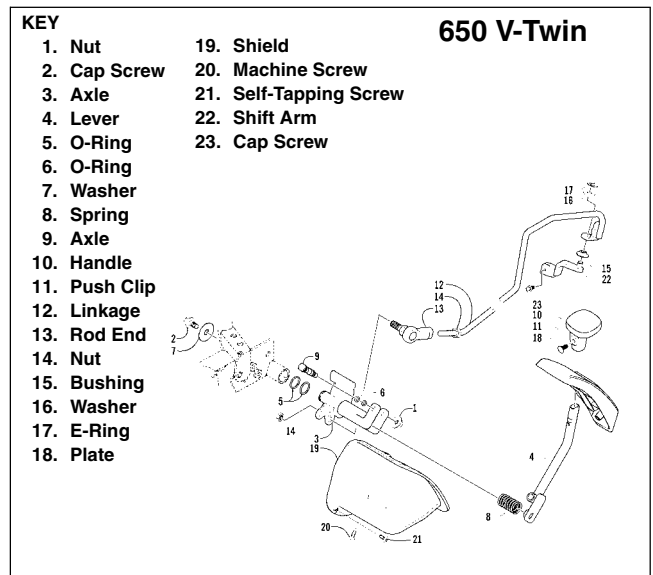 KEY
1. Nut
2. Cap Screw
3. Axle
4. Lever
5. O-Ring
6. O-Ring
7. Washer
8. Spring
9. Axle
10. Handle
11. Push Clip
12. Linkage
13. Rod End
14. Nut
15. Bushing
16. Washer
17. E-Ring
18. Plate
19. Shield
20. Machine Screw
21. Self-Tapping Screw
22. Shift Arm
23. Cap Screw
650 V-Twin
17
16
15
22
12
14
13
23
10
11
18
2
7
9
5
6
1
14
3
19
4
8
20
21